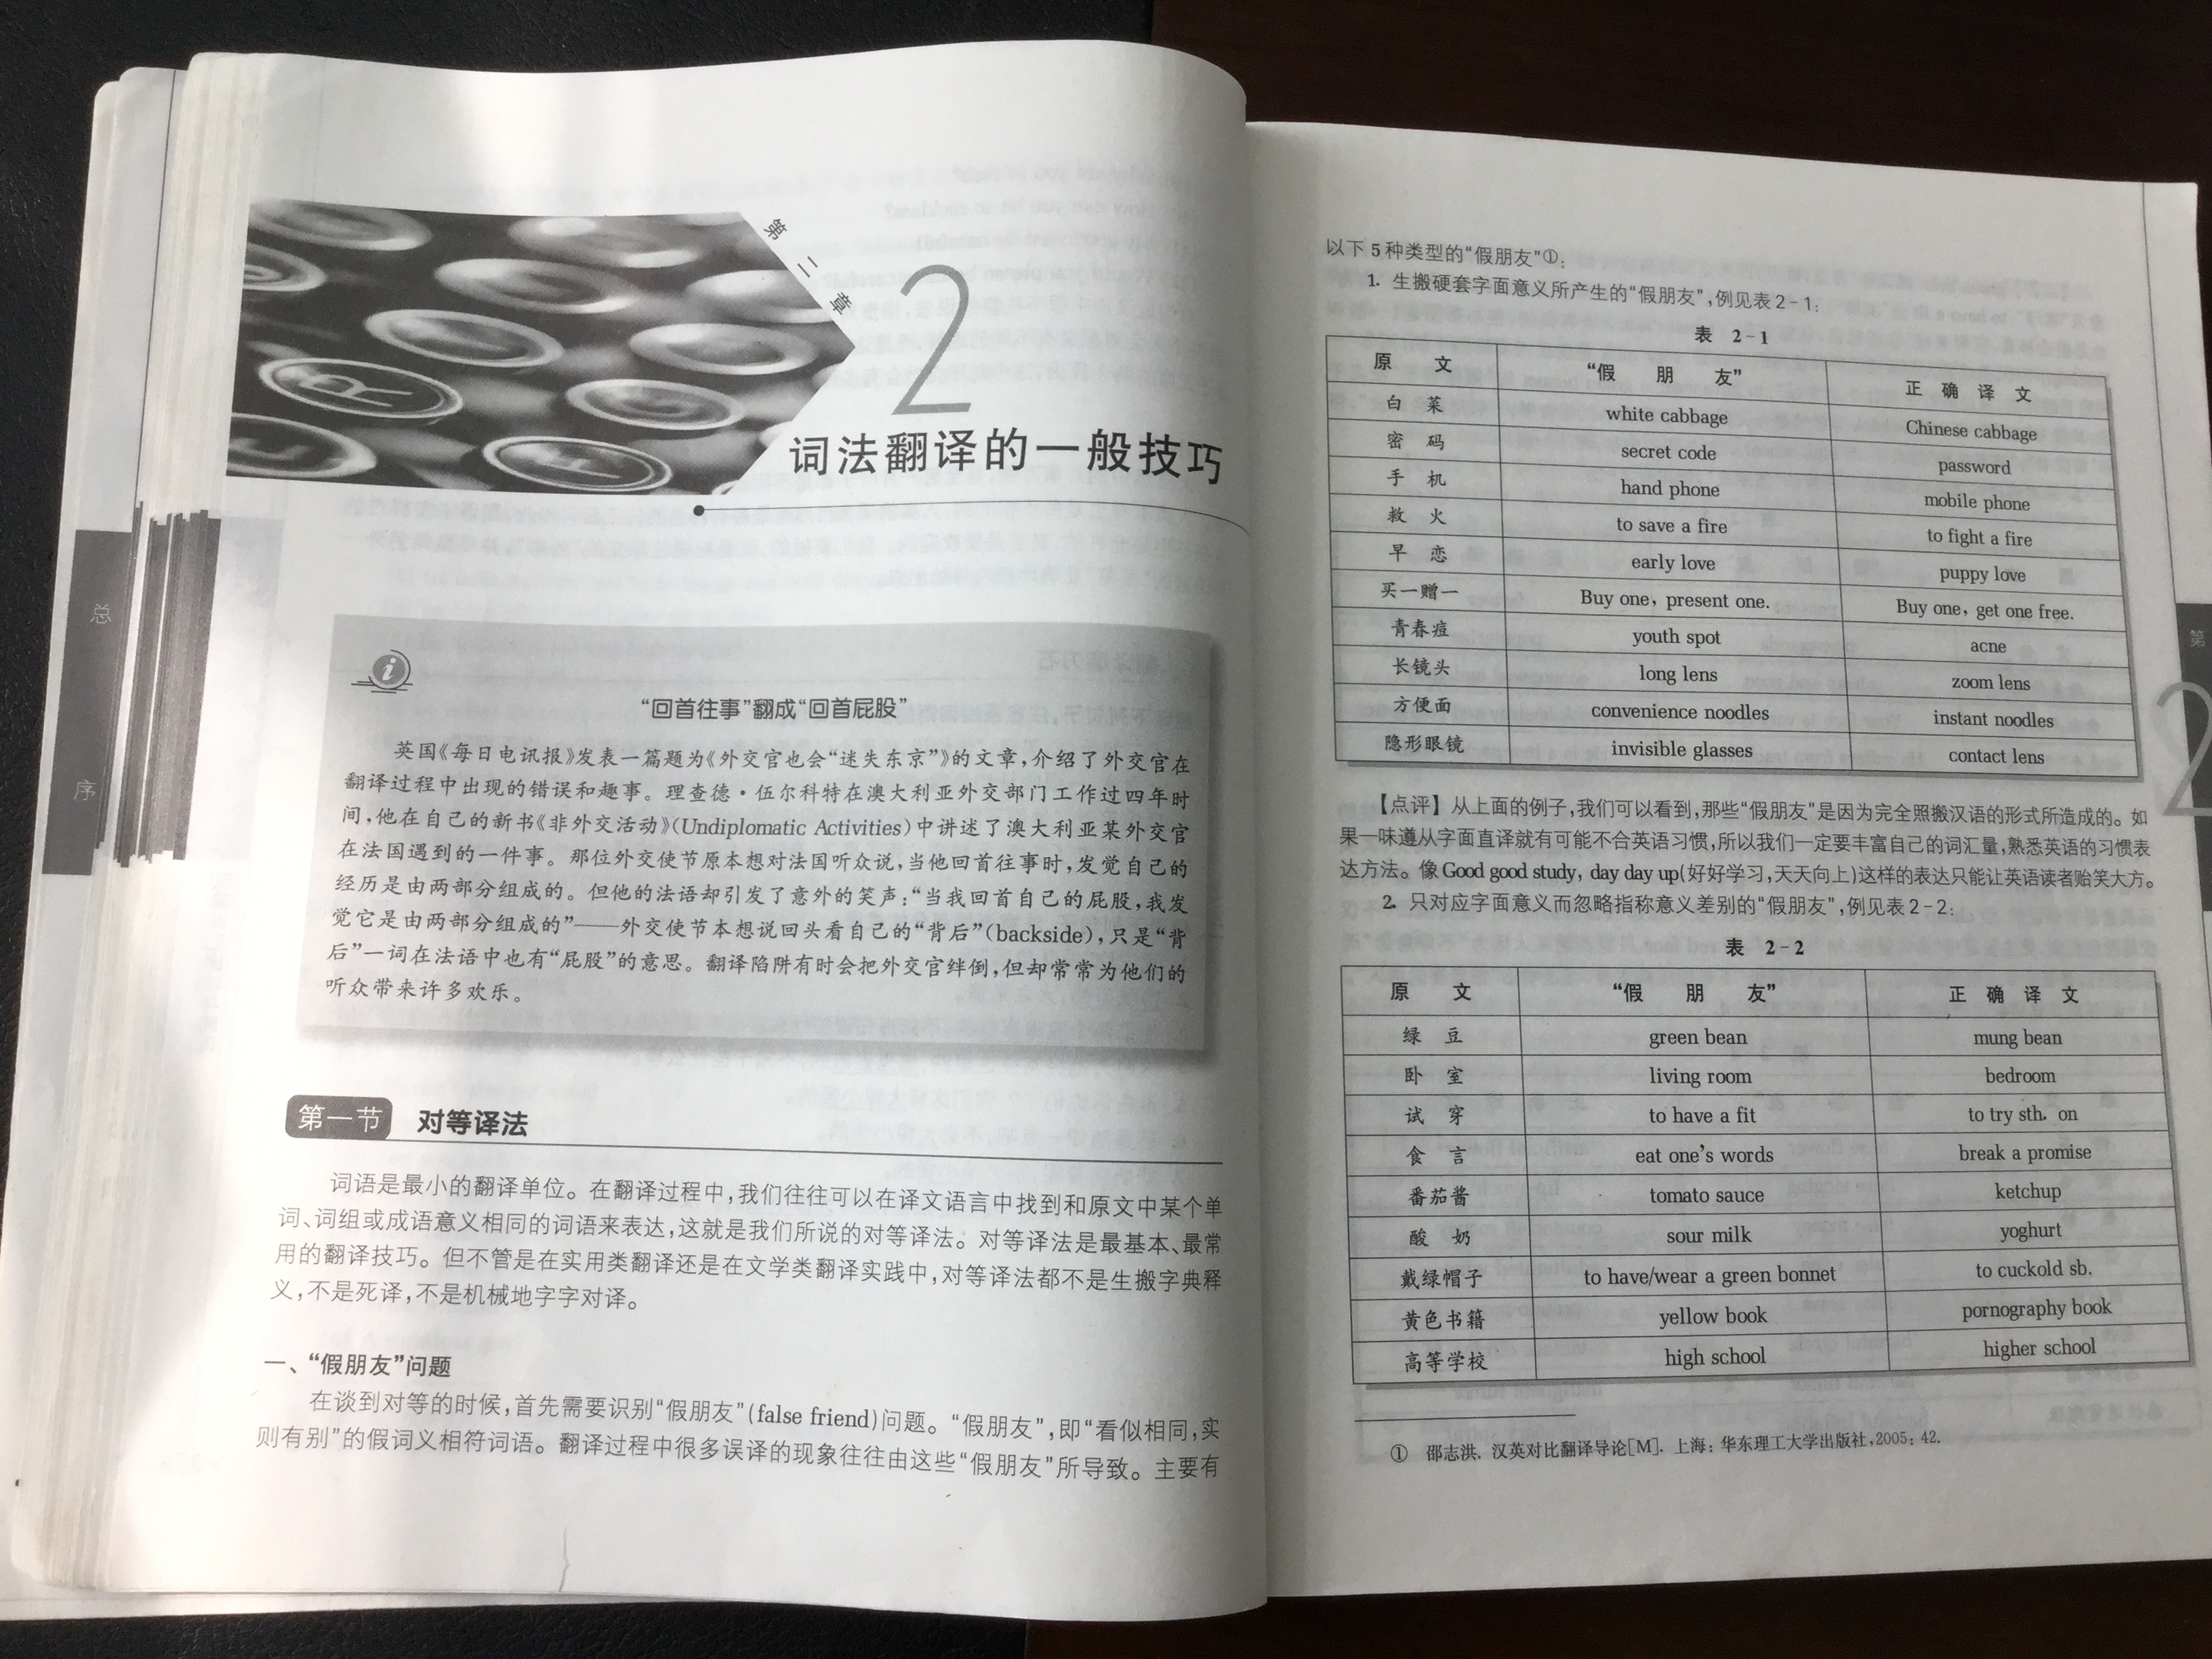 第二章
2
词法翻译的一般技巧
“回首往事”翻成“回首屁股”
英国《每日电讯报》发表一篇题为《外交官也会“迷失东京”》的文章,介绍了外交官在
翻译过程中出现的错误和趣事。理查德·伍尔科特在澳大利亚外交部门工作过四年时
间,他在自己的新书《非外交活动》(Undiplomatic Activities)中讲述了澳大利亚某外交官
在法国遇到的一件事。那位外交使节原本想对法国听众说,当他回首往事时,发觉自己的
经历是由两部分组成的。但他的法语却引发了意外的笑声:“当我回首自己的屁股,我发
觉它是由两部分组成的”——外交使节本想说回头看自己的“背后”(backside),只是“背
后”一词在法语中也有“屁股”的意思。翻译陷阱有时会把外交官绊倒,但却常常为他们的
听众带来许多欢乐。
第一节 对等译法
词语是最小的翻译单位。在翻译过程中,我们往往可以在译文语言中找到和原文中某个单
词、词组或成语意义相同的词语来表达,这就是我们所说的对等译法。对等译法是最基本、最常
用的翻译技巧。但不管是在实用类翻译还是在文学类翻译实践中,对等译法都不是生搬字典释
义,不是死译,不是机械地字字对译。
一、“假朋友”问题
在谈到对等的时候,首先需要识别“假朋友”(false friend)问题。“假朋友”,即“看似相同,实
则有别”的假词义相符词语。翻译过程中很多误译的现象往往由这些“假朋友”所导致。主要有
以下5种类型的“假朋友”①:
1. 生搬硬套字面意义所产生的“假朋友”,例见表2-1:
表 2-1
原 文 “假 朋 友” 正 确 译 文
白 菜 white cabbage Chinese cabbage
密 码 secret code password
手 机 hand phone mobile phone
救 火 to save a fire to fight a fire
早 恋 early love puppy love
买一赠一 Buy one, present one. Buy one, get one free.
青春痘 youth spot acne
长镜头 long lens zoom lens
方便面 convenience noodles instant noodles
隐形眼镜 invisible glasses contact lens
【点评】从上面的例子,我们可以看到,那些“假朋友”是因为完全照搬汉语的形式所造成的。如
果一味遵从字面直译就有可能不合英语习惯,所以我们一定要丰富自己的词汇量,熟悉英语的习惯表
达方法。像 Good good study, day day up(好好学习,天天向上)这样的表达只能让英语读者贻笑大方。
2. 只对应字面意义而忽略指称意义差别的“假朋友”,例见表2-2:
表 2-2
原 文 “假 朋 友” 正 确 译 文
绿 豆 green bean mung bean
卧 室 living room bedroom
试 穿 to have a fit to try sth. on
食 言 eat one's words break a promise
番茄酱 tomato sauce ketchup
酸 奶 sour milk yoghurt
戴绿帽子 to have/wear a green bonnet to cuckold sb.
黄色书籍 yellow book pornography book
高等学校 high school higher school
① 邵志洪. 汉英对比翻译导论[M]. 上海: 华东理工大学出版社,2005: 42.
第
2
总
序